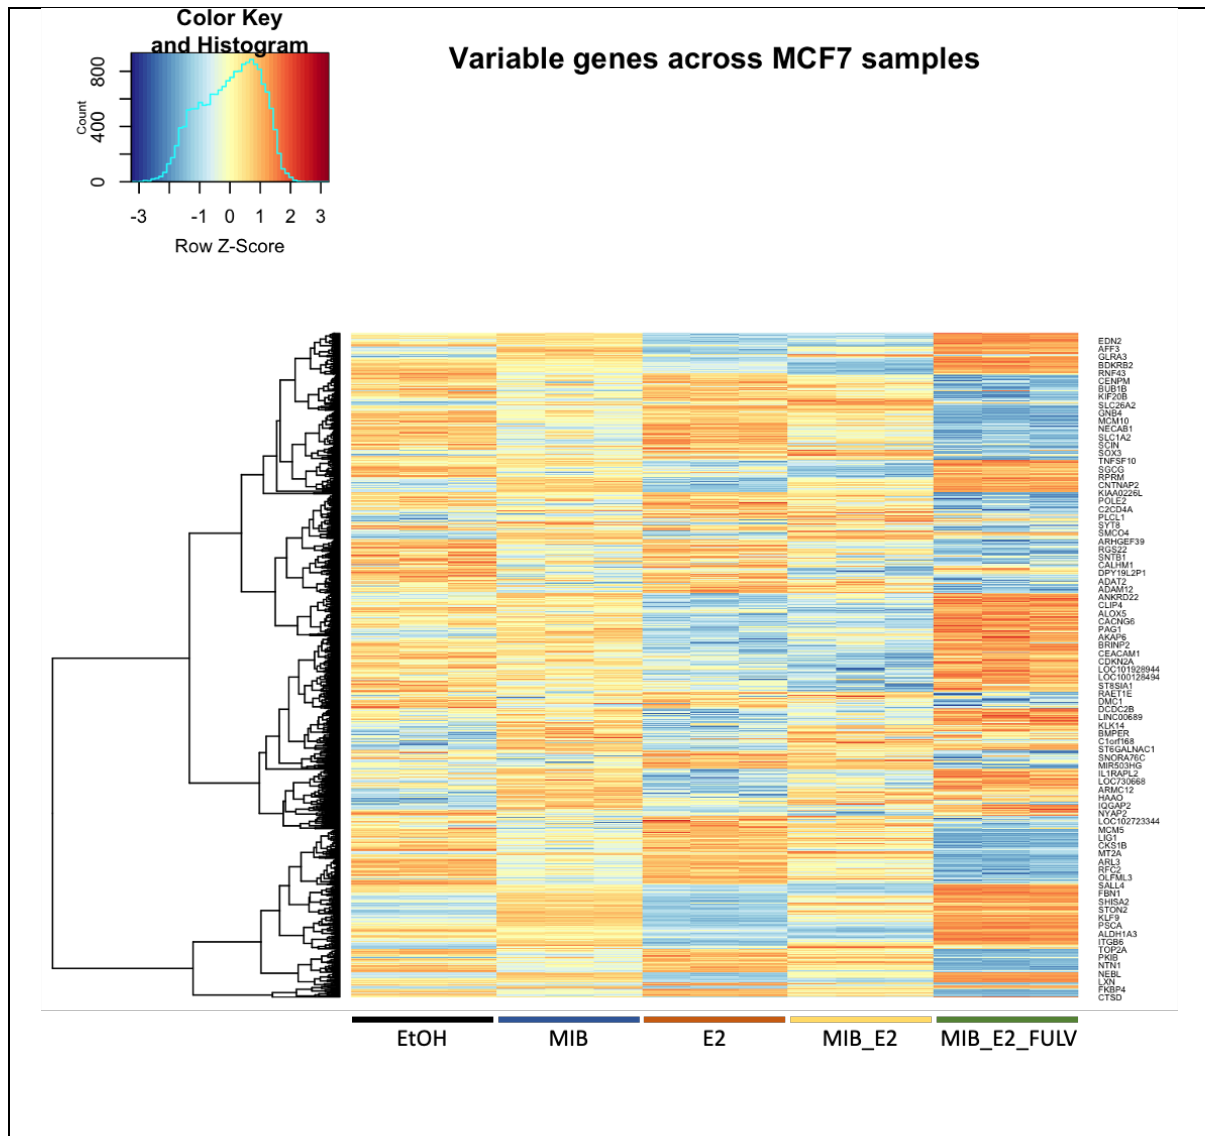 Color Key
and Histogram
Variable genes across MCF7 samples
Count
0 400 800
-3 -1 0 1 2 3
Row Z-Score
EDN2
AFF3
GLRA3
BDKRB2
RNF43
CENPM
BUB1B
KIF20B
SLC26A2
GNB4
MCM10
NECAB1
SLC1A2
SCIN
SOX3
TNFSF10
SGCG
RPRM
CNTNAP2
KIAA0226L
POLE2
C2CD4A
PLCL1
SYT8
SMCO4
ARHGEF39
RGS22
SNTB1
CALHM1
DPY19L2P1
ADAT2
ADAM12
ANKRD22
CLIP4
ALOX5
CACNG6
PAG1
AKAP6
BRINP2
CEACAM1
CDKN2A
LOC101928944
LOC100128494
ST8SIA1
RAET1E
DMC1
DCDC2B
LINC00689
KLK14
BMPER
C1orf168
ST6GALNAC1
SNORA76C
MIR503HG
IL1RAPL2
LOC730668
ARMC12
HAAO
IQGAP2
NYAP2
LOC102723344
MCM5
LIG1
CKS1B
MT2A
ARL3
RFC2
OLFML3
SALL4
FBN1
SHISA2
STON2
KLF9
PSCA
ALDH1A3
ITGB6
TOP2A
PKIB
NTN1
NEBL
LXN
FKBP4
CTSD
EtOH MIB E2 MIB_E2 MIB_E2_FULV